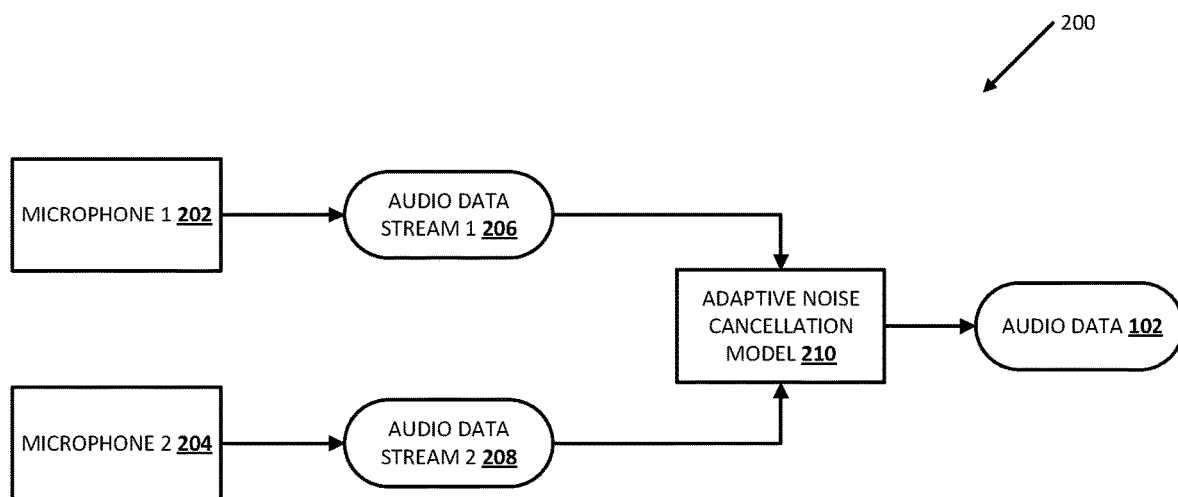 200
MICROPHONE 1 202
AUDIO DATA
STREAM 1 206
ADAPTIVE NOISE
CANCELLATION
MODEL 210
AUDIO DATA 102
MICROPHONE 2 204
AUDIO DATA
STREAM 2 208